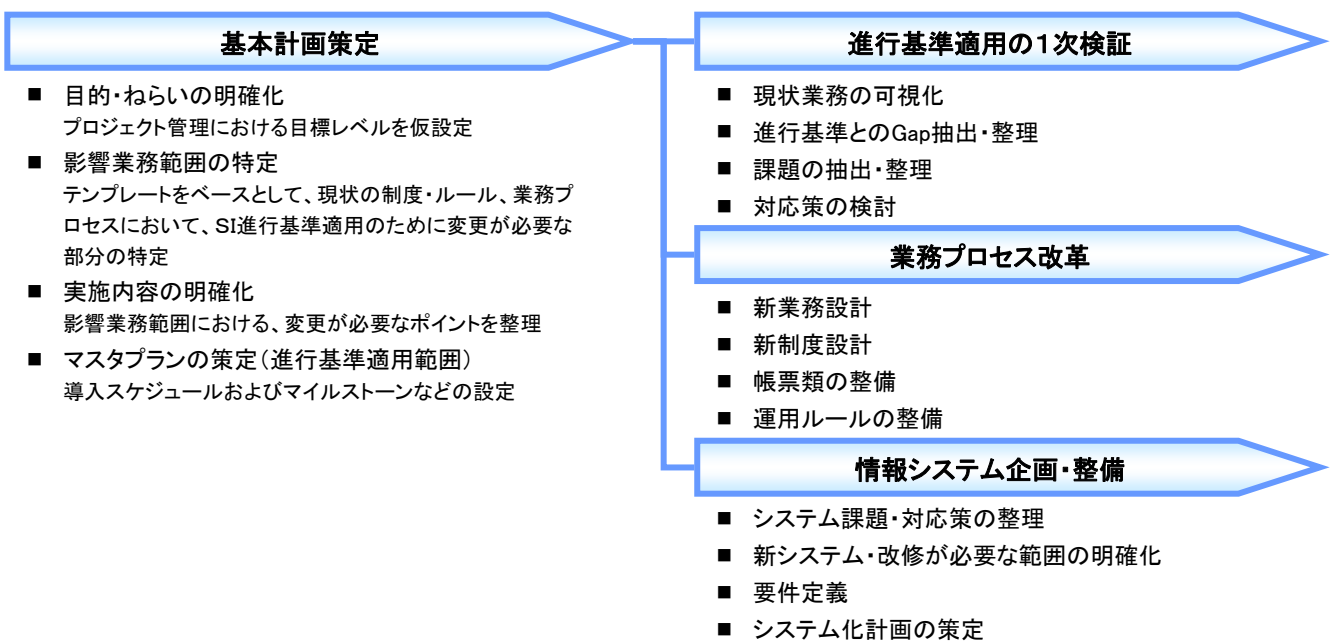 基本計画策定
■ 目的・ねらいの明確化
プロジェクト管理における目標レベルを仮設定
■ 影響業務範囲の特定
テンプレートをベースとして、現状の制度・ルール、業務プ
ロセスにおいて、SI進行基準適用のために変更が必要な
部分の特定
■ 実施内容の明確化
影響業務範囲における、変更が必要なポイントを整理
■ マスタプランの策定（進行基準適用範囲）
導入スケジュールおよびマイルストーンなどの設定
進行基準適用の１次検証
■ 現状業務の可視化
■ 進行基準とのGap抽出・整理
■ 課題の抽出・整理
■ 対応策の検討
業務プロセス改革
■ 新業務設計
■ 新制度設計
■ 帳票類の整備
■ 運用ルールの整備
情報システム企画・整備
■ システム課題・対応策の整理
■ 新システム・改修が必要な範囲の明確化
■ 要件定義
■ システム化計画の策定